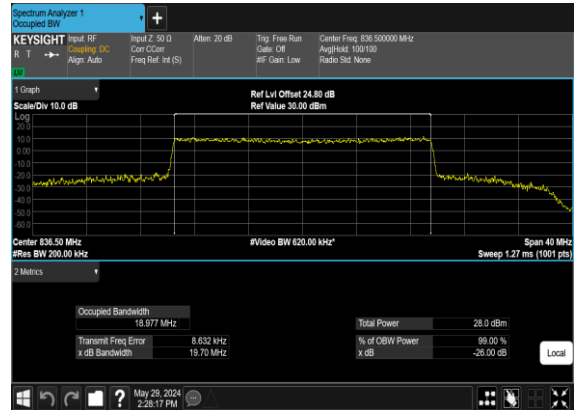 Spectrum Analyzer 1
Occupied BW
+
KEYSIGHT Input: RF Input Z: 50 Ω Atten: 20 dB Trig: Free Run Center Freq: 836.500000 MHz
R T Coupling: DC Corr CCorr Gate: Off Avg|Hold: 100/100
Align: Auto Freq Ref: Int (S) #IF Gain: Low Radio Std: None
LNI
1 Graph
Ref Lvl Offset 24.80 dB
Scale/Div 10.0 dB Ref Value 30.00 dBm
Log
20.0
10.0
0.00
-10.0
-20.0
-30.0
-40.0
-50.0
-60.0
Center 836.50 MHz #Video BW 620.00 kHz* Span 40 MHz
#Res BW 200.00 kHz Sweep 1.27 ms (1001 pts)
2 Metrics
Occupied Bandwidth
18.977 MHz Total Power 28.0 dBm
Transmit Freq Error 8.632 kHz % of OBW Power 99.00 %
x dB Bandwidth 19.70 MHz x dB -26.00 dB
Local
? May 29, 2024
2:28:17 PM